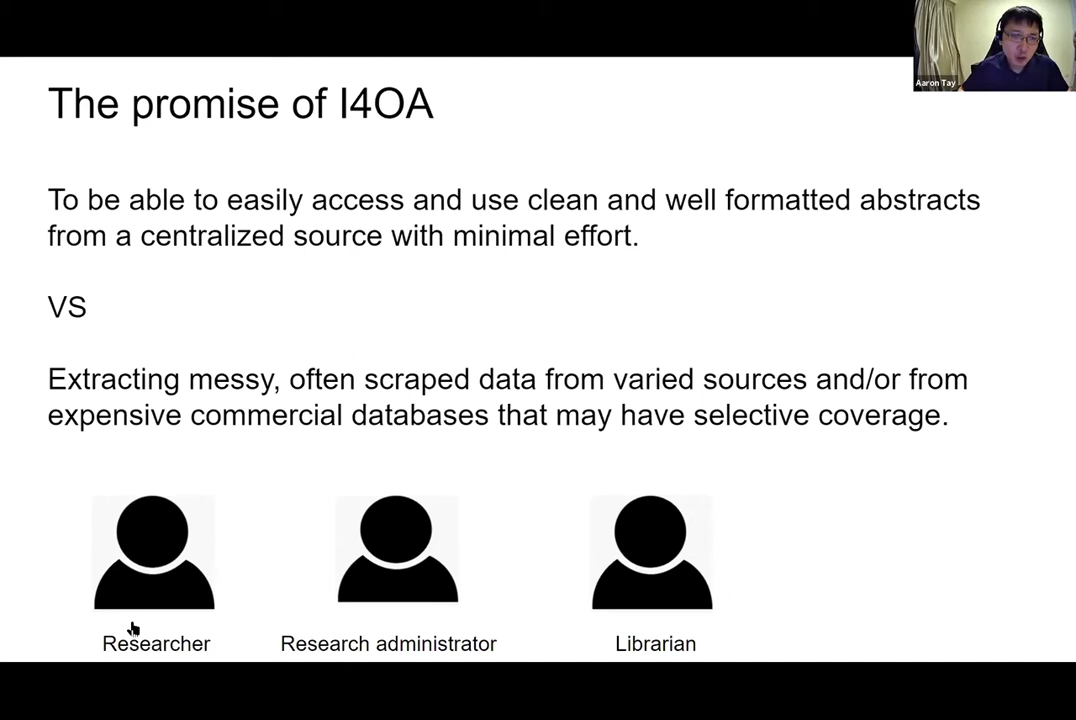 Aaron Tay
The promise of I4OA
To be able to easily access and use clean and well formatted abstracts
from a centralized source with minimal effort.
VS
Extracting messy, often scraped data from varied sources and/or from
expensive commercial databases that may have selective coverage.
Researcher
Research administrator
Librarian